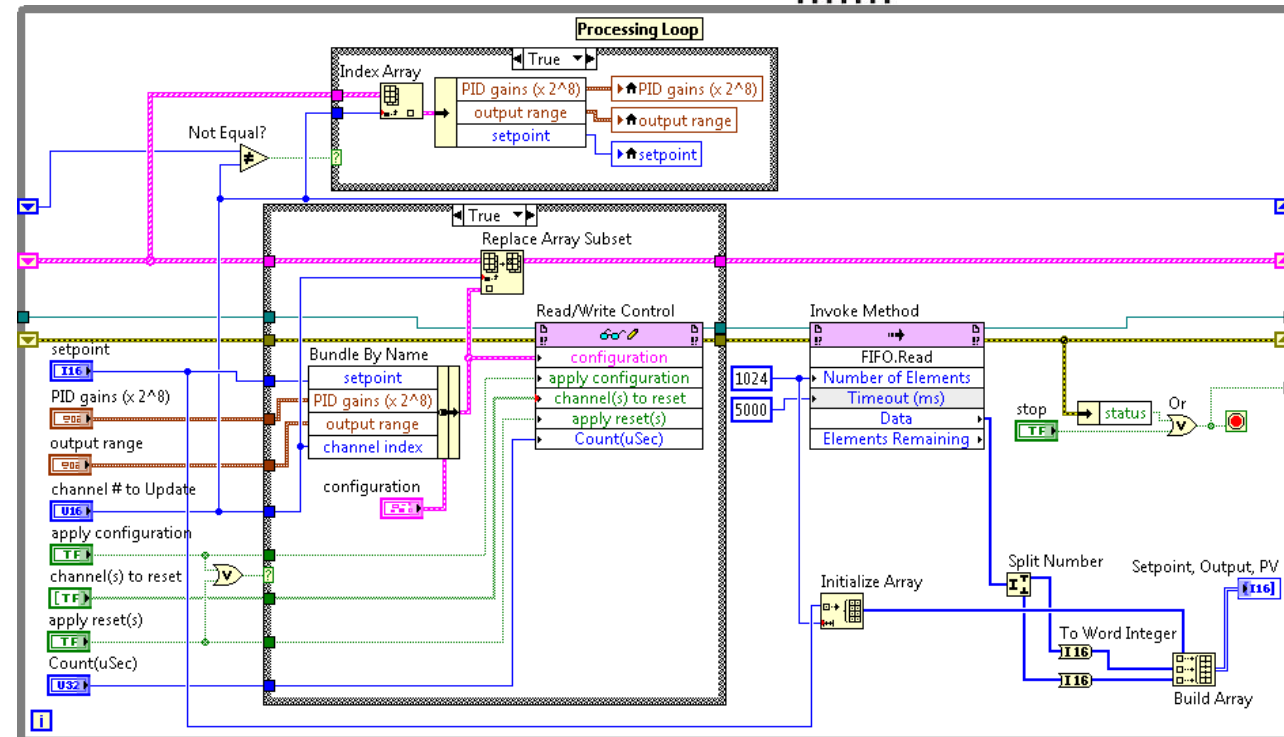 Processing Loop
True
Index Array
PID gains (x 2^8)
PID gains (x 2^8)
output range
output range
setpoint
setpoint
Not Equal?
≠
?
True
Replace Array Subset
Read/Write Control
configuration
apply configuration
channel(s) to reset
apply reset(s)
Count(uSec)
Invoke Method
FIFO.Read
Number of Elements
Timeout (ms)
Data
Elements Remaining
1024
5000
setpoint
I16
PID gains (x 2^8)
output range
channel # to Update
U16
apply configuration
TF
channel(s) to reset
[TF]
apply reset(s)
TF
Count(uSec)
U32
Bundle By Name
setpoint
PID gains (x 2^8)
output range
channel index
configuration
?
stop
TF
status
Or
V
V
Initialize Array
Split Number
Setpoint, Output, PV
[I16]
To Word Integer
I16
I16
Build Array
i